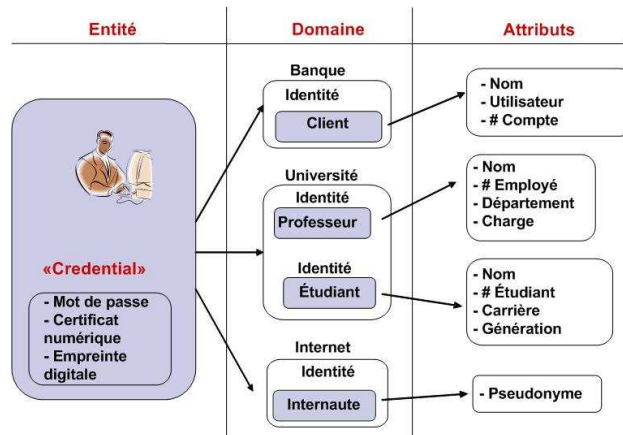 Entité
Domaine
Attributs
«Credential»
- Mot de passe
- Certificat
numérique
- Empreinte
digitale
Banque
Identité
Client
- Nom
- Utilisateur
- # Compte
Université
Identité
Professeur
- Nom
- # Employé
- Département
- Charge
Identité
Étudiant
- Nom
- # Étudiant
- Carrière
- Génération
Internet
Identité
Internaute
- Pseudonyme